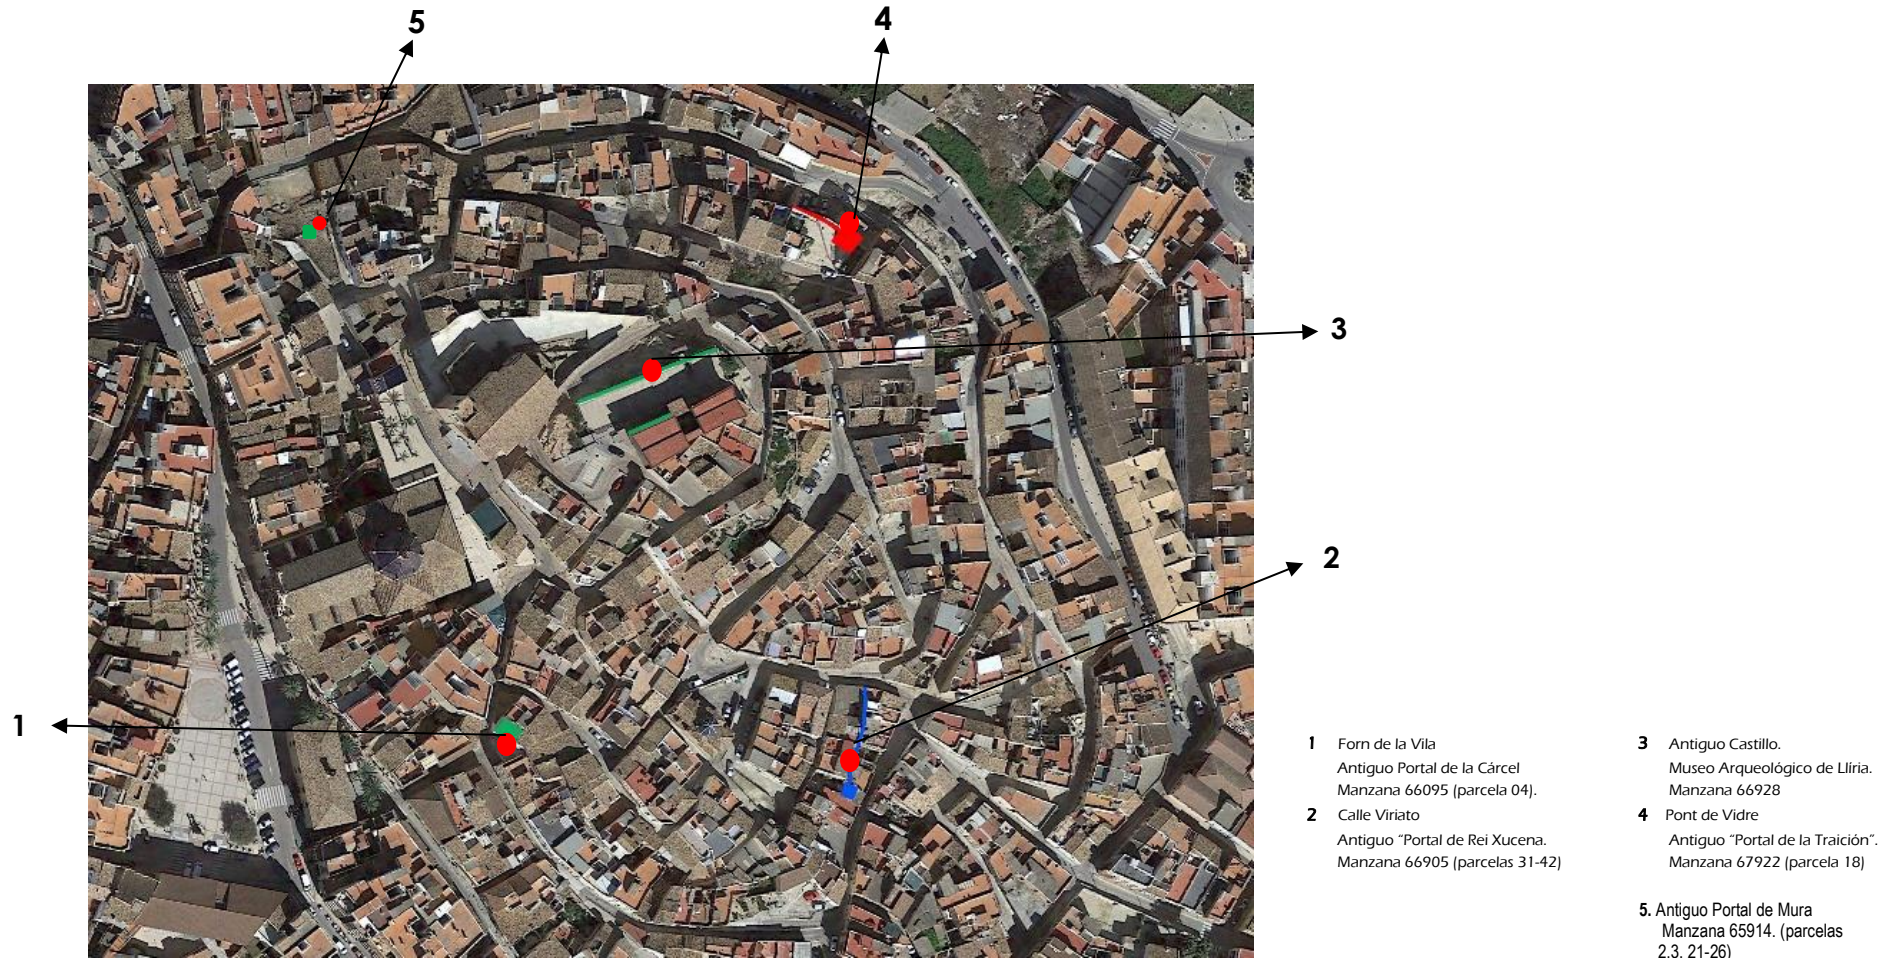 5
4
3
2
1
1 Forn de la Vila
Antiguo Portal de la Cárcel
Manzana 66095 (parcela 04).
2 Calle Viriato
Antiguo “Portal de Rei Xucena.
Manzana 66905 (parcelas 31-42)
3 Antiguo Castillo.
Museo Arqueológico de Llíria.
Manzana 66928
4 Pont de Vidre
Antiguo “Portal de la Traición”.
Manzana 67922 (parcela 18)
5. Antiguo Portal de Mura
Manzana 65914. (parcelas
2,3, 21-26)